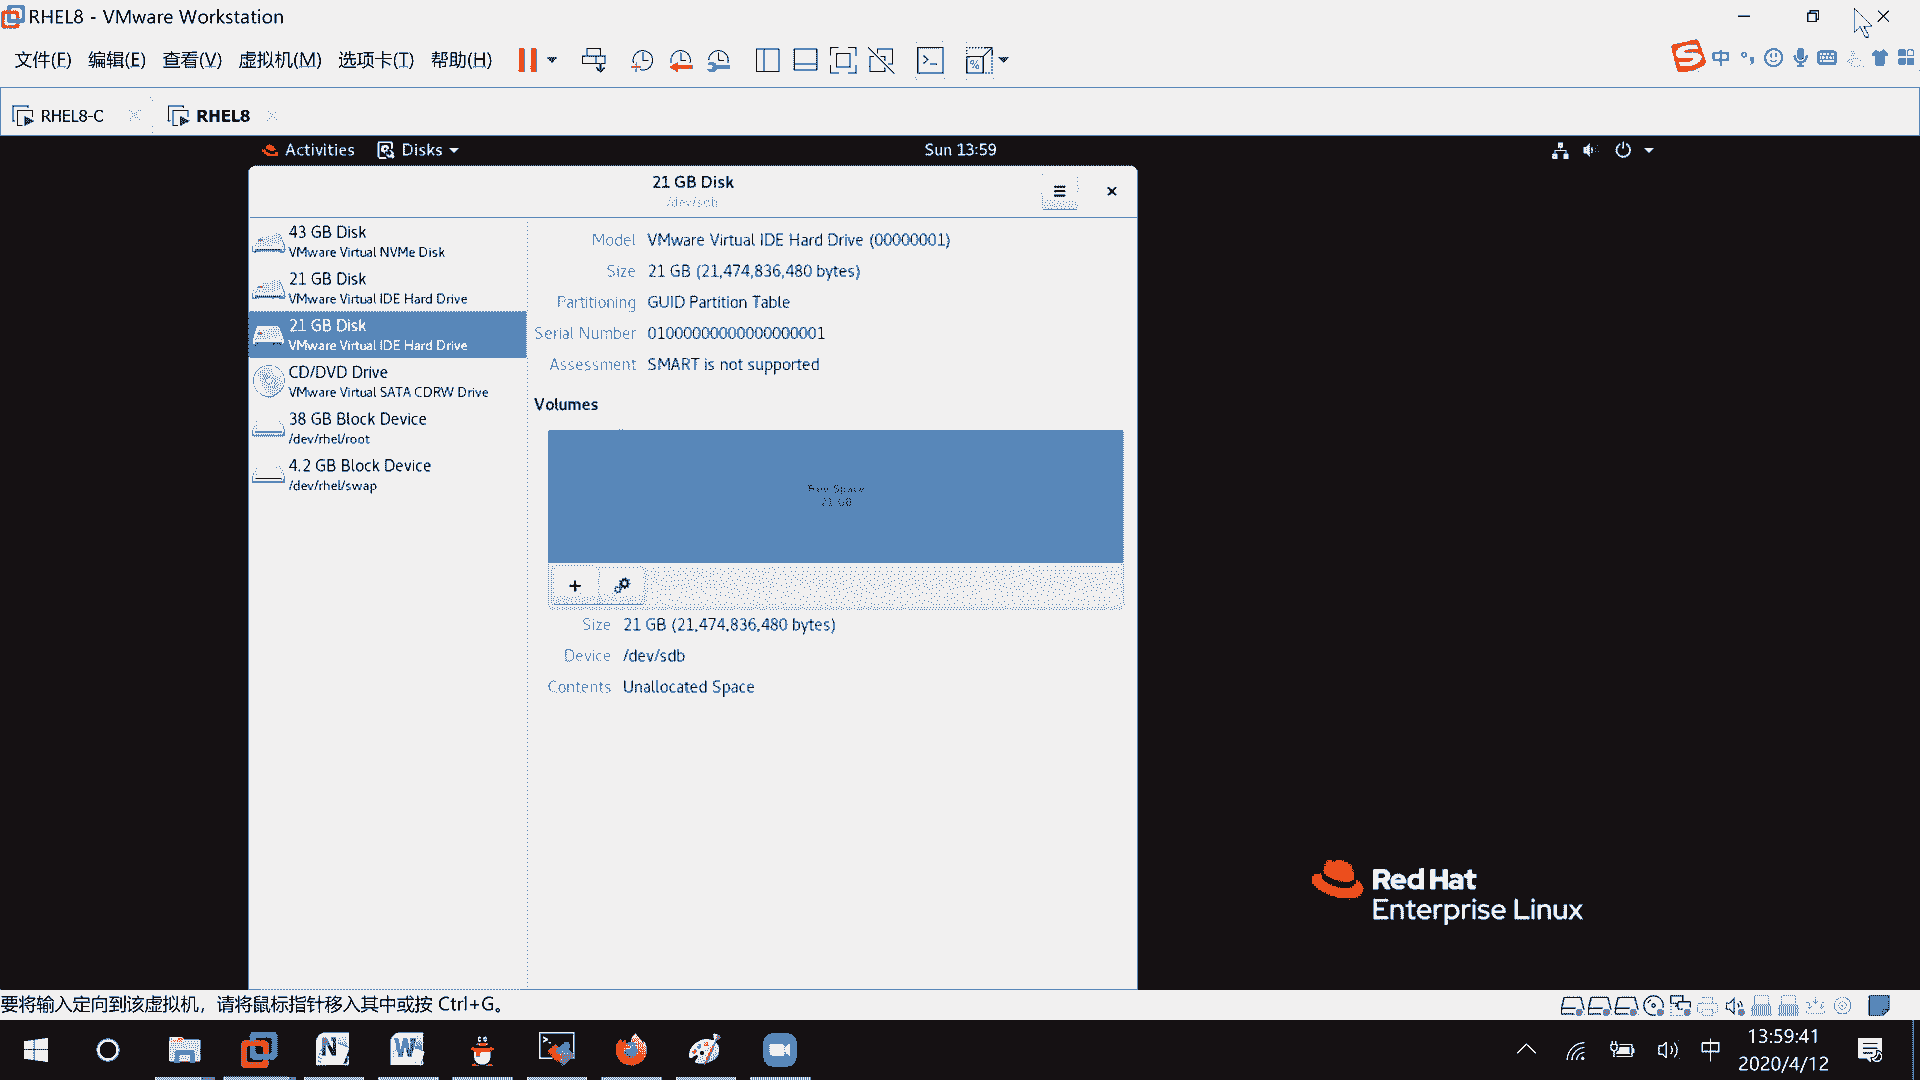 RHEL8 - VMware Workstation
文件(F) 编辑(E) 查看(V) 虚拟机(M) 选项卡(T) 帮助(H)
中
RHEL8-C
RHEL8
Activities
Disks
Sun 13:59
21 GB Disk
/dev/sdb
43 GB Disk
VMware Virtual NVMe Disk
21 GB Disk
VMware Virtual IDE Hard Drive
21 GB Disk
VMware Virtual IDE Hard Drive
CD/DVD Drive
VMware Virtual SATA CDRW Drive
38 GB Block Device
/dev/rhel/root
4.2 GB Block Device
/dev/rhel/swap
Model VMware Virtual IDE Hard Drive (00000001)
Size 21 GB (21,474,836,480 bytes)
Partitioning GUID Partition Table
Serial Number 01000000000000000001
Assessment SMART is not supported
Volumes
Free Space
21 GB
Size 21 GB (21,474,836,480 bytes)
Device /dev/sdb
Contents Unallocated Space
Red Hat
Enterprise Linux
要将输入定向到该虚拟机，请将鼠标指针移入其中或按 Ctrl+G。
中
13:59:41
2020/4/12